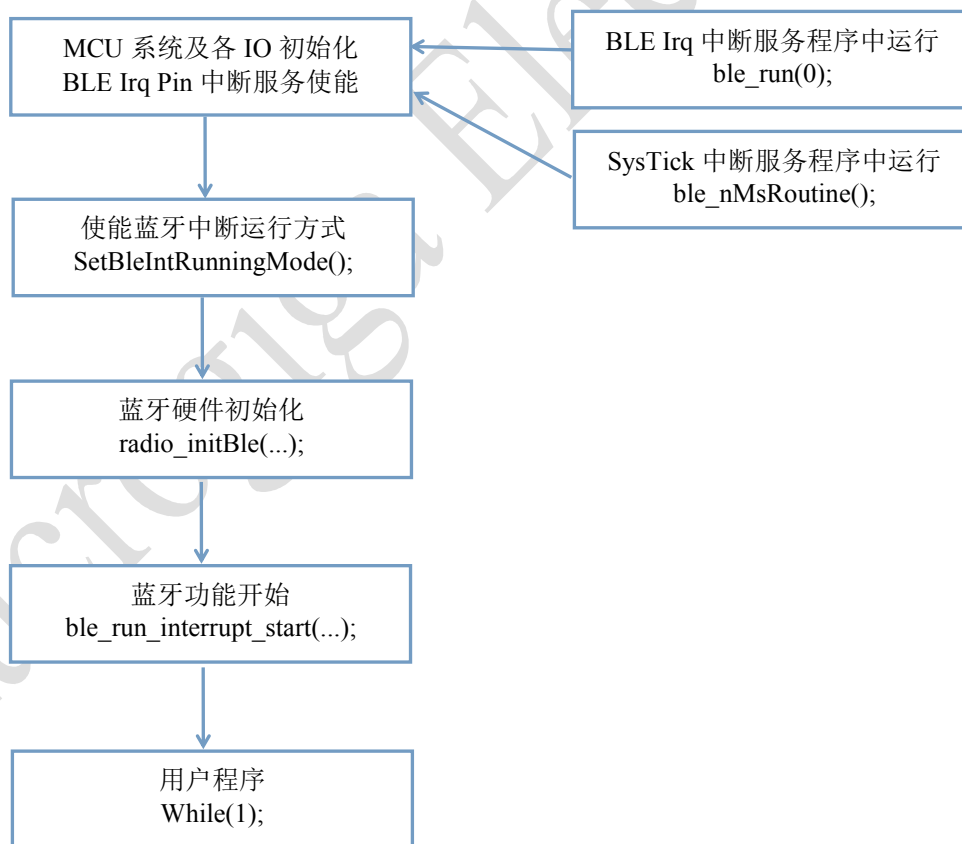 MCU 系统及各 IO 初始化
BLE Irq Pin 中断服务使能
BLE Irq 中断服务程序中运行
ble_run(0);
SysTick 中断服务程序中运行
ble_nMsRoutine();
使能蓝牙中断运行方式
SetBleIntRunningMode();
蓝牙硬件初始化
radio_initBle(...);
蓝牙功能开始
ble_run_interrupt_start(...);
用户程序
While(1);